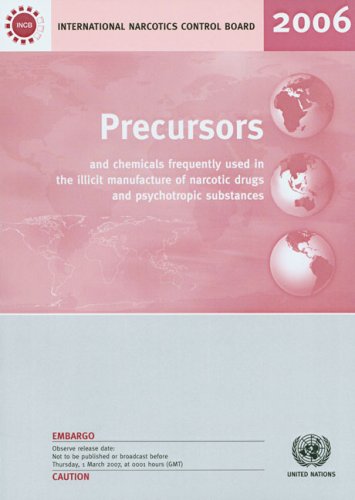 INCB
INTERNATIONAL NARCOTICS CONTROL BOARD
2006
Precursors
and chemicals frequently used in
the illicit manufacture of narcotic drugs
and psychotropic substances
EMBARGO
Observe release date:
Not to be published or broadcast before
Thursday, 1 March 2007, at 0001 hours (GMT)
CAUTION
UNITED NATIONS